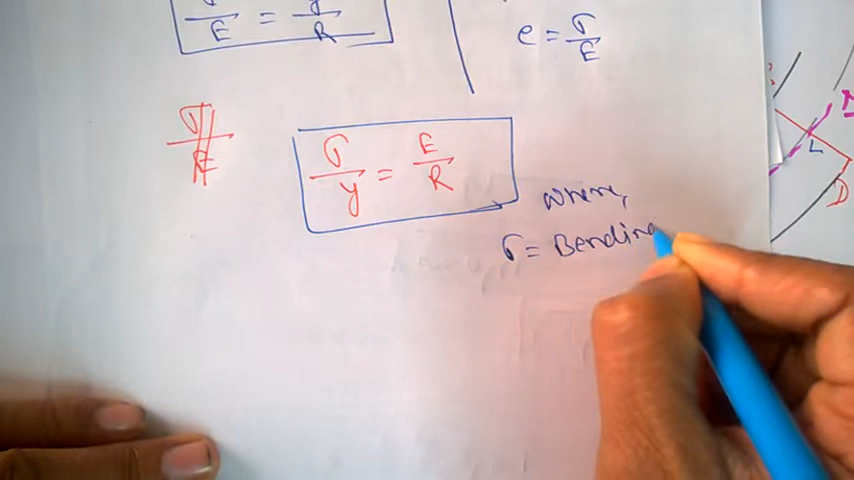 σ/E = y/R
e = σ/E
σ/E
σ/y = E/R
where,
σ = Bending
L
D